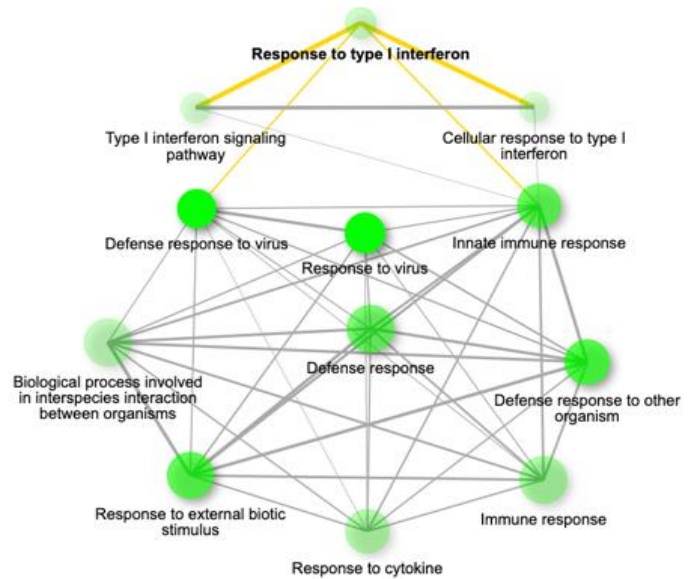 Response to type I interferon
Type I interferon signaling
pathway
Cellular response to type I
interferon
Defense response to virus
Response to virus
Innate immune response
Defense response
Biological process involved
in interspecies interaction
between organisms
Defense response to other
organism
Response to external biotic
stimulus
Immune response
Response to cytokine